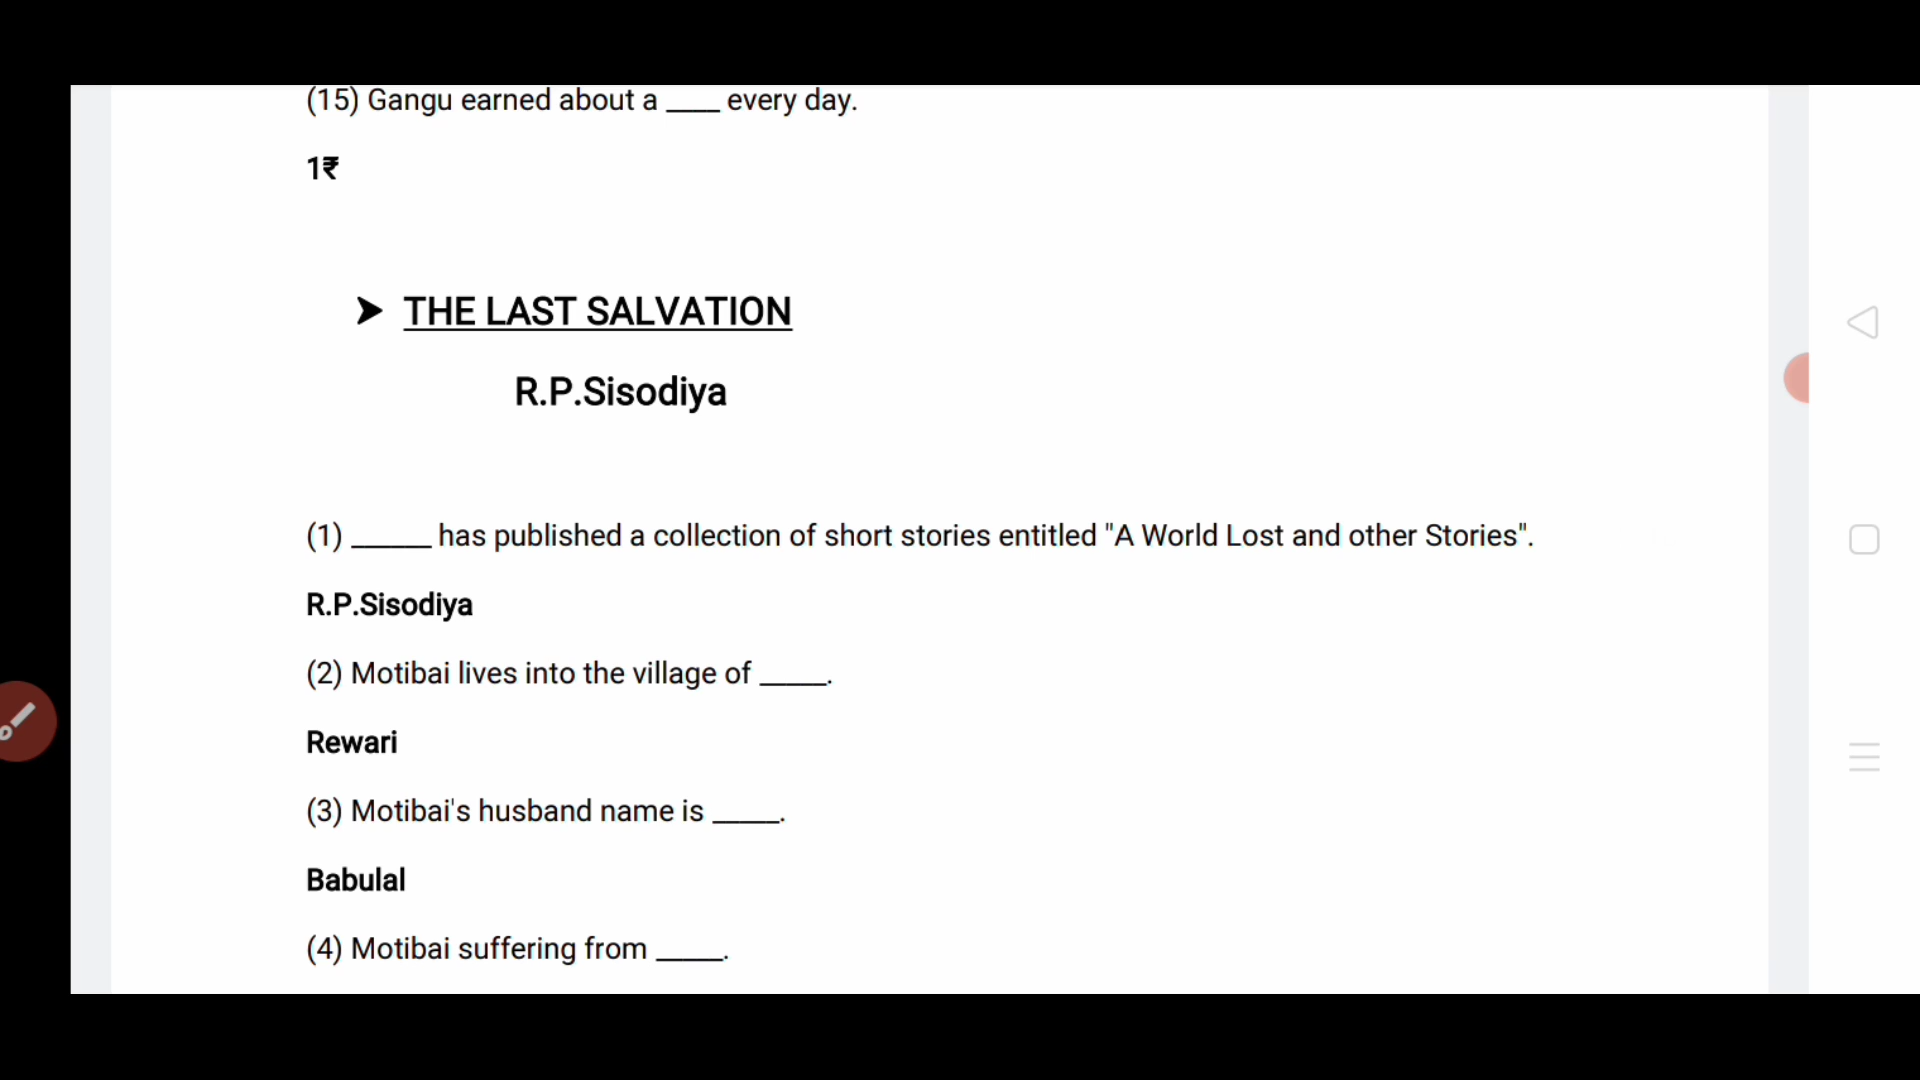 (15) Gangu earned about a ____ every day.
1₹
➤ THE LAST SALVATION
R.P.Sisodiya
(1) ______ has published a collection of short stories entitled "A World Lost and other Stories".
R.P.Sisodiya
(2) Motibai lives into the village of _____.
Rewari
(3) Motibai's husband name is _____.
Babulal
(4) Motibai suffering from _____.